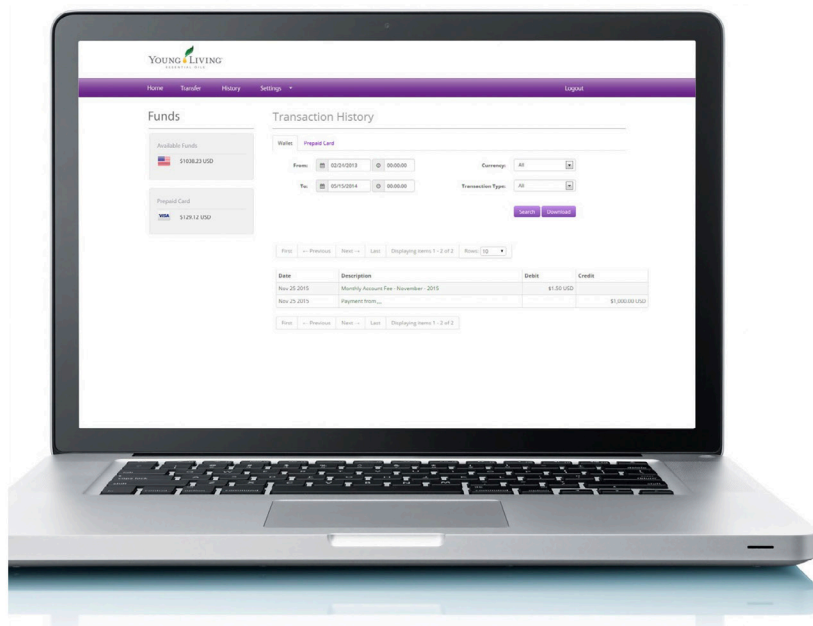 YOUNG LIVING
ESSENTIAL OILS
Home Transfer History Settings Logout
Funds
Available Funds
$1038.23 USD
Prepaid Card
VISA $129.12 USD
Transaction History
Wallet Prepaid Card
From: 00:00:00 Currency: All
To: 05/15/2014 00:00:00 Transaction Type: All
Search Download
First ← Previous Next → Last Displaying items 1 - 2 of 2 Rows: 10
Date Description Debit Credit
Nov 25 2015 Monthly Account Fee - November - 2015 $1.50 USD
Nov 25 2015 Payment from__ $1,000.00 USD
First ← Previous Next → Last Displaying items 1 - 2 of 2